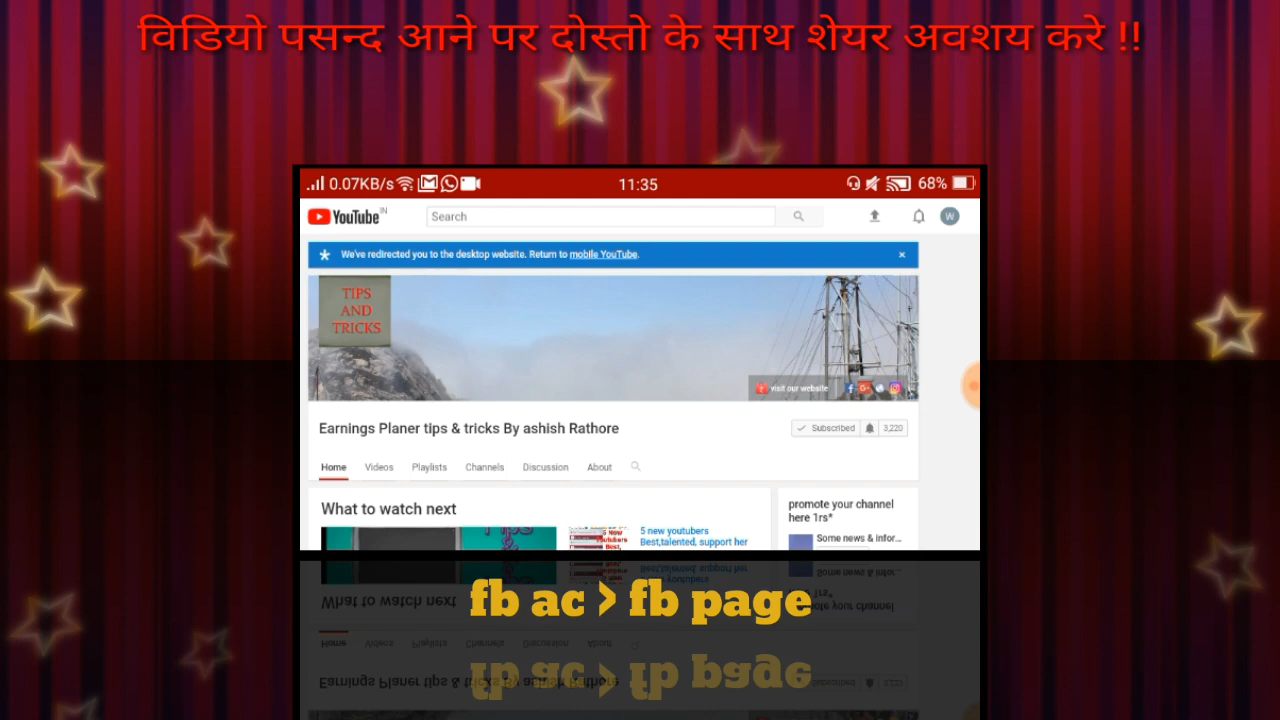 विडियो पसन्द आने पर दोस्तो के साथ शेयर अवशय करे !!
0.07KB/s 11:35 68%
YouTube IN Search W
We've redirected you to the desktop website. Return to mobile YouTube. ×
TIPS
AND
TRICKS
visit our website
Earnings Planer tips & tricks By ashish Rathore
Subscribed 3,220
Home Videos Playlists Channels Discussion About
What to watch next
promote your channel
here 1rs*
5 new youtubers
Best,talented, support her
Some news & infor...
fb ac > fb page